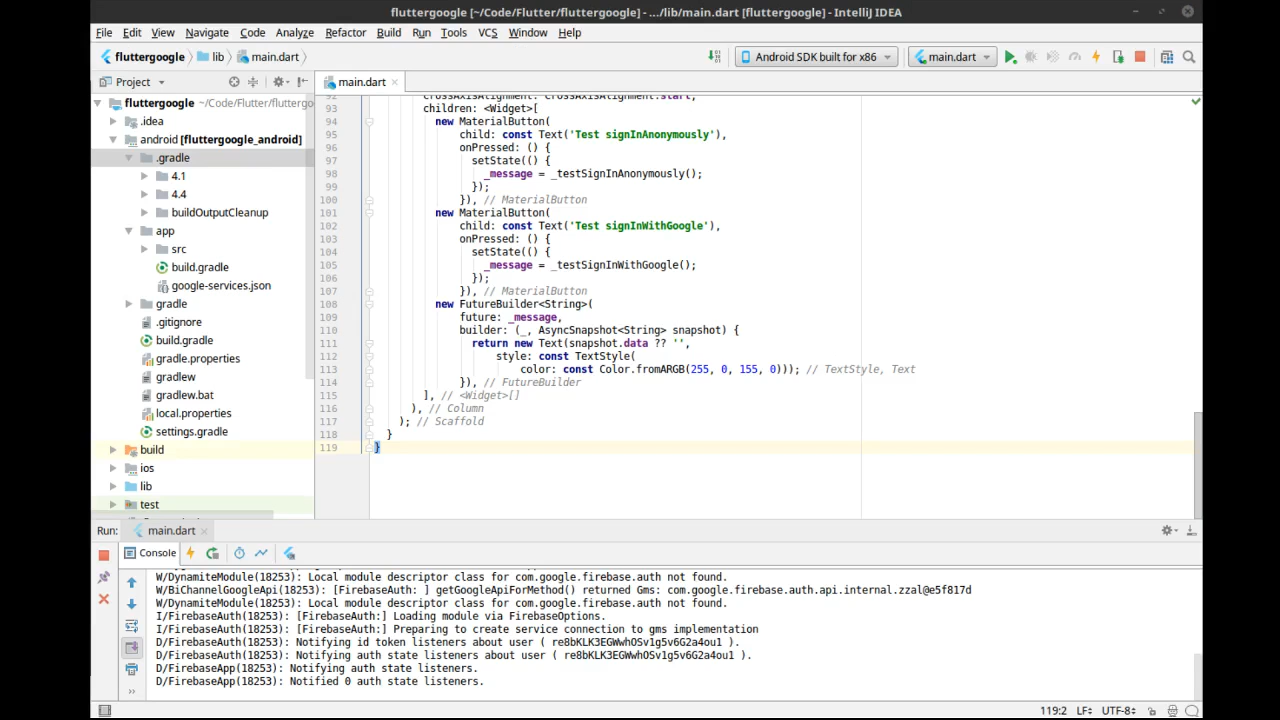 fluttergoogle [~/Code/Flutter/fluttergoogle] - .../lib/main.dart [fluttergoogle] - IntelliJ IDEA
File Edit View Navigate Code Analyze Refactor Build Run Tools VCS Window Help
fluttergoogle lib main.dart Android SDK built for x86 main.dart
Project main.dart
fluttergoogle ~/Code/Flutter/fluttergo
.idea
android [fluttergoogle_android]
.gradle
4.1
4.4
buildOutputCleanup
app
src
build.gradle
google-services.json
gradle
.gitignore
build.gradle
gradle.properties
gradlew
gradlew.bat
local.properties
settings.gradle
build
ios
lib
test
92 crossAxisAlignment: CrossAxisAlignment.start,
93 children: <Widget>[
94 new MaterialButton(
95 child: const Text('Test signInAnonymously'),
96 onPressed: () {
97 setState(() {
98 _message = _testSignInAnonymously();
99 });
100 }), // MaterialButton
101 new MaterialButton(
102 child: const Text('Test signInWithGoogle'),
103 onPressed: () {
104 setState(() {
105 _message = _testSignInWithGoogle();
106 });
107 }), // MaterialButton
108 new FutureBuilder<String>(
109 future: _message,
110 builder: (_, AsyncSnapshot<String> snapshot) {
111 return new Text(snapshot.data ?? '',
112 style: const TextStyle(
113 color: const Color.fromARGB(255, 0, 155, 0))); // TextStyle, Text
114 }), // FutureBuilder
115 ], // <Widget>[]
116 ), // Column
117 ); // Scaffold
118 }
119 }
Run: main.dart
Console
W/DynamiteModule(18253): Local module descriptor class for com.google.firebase.auth not found.
W/BiChannelGoogleApi(18253): [FirebaseAuth: ] getGoogleApiForMethod() returned Gms: com.google.firebase.auth.api.internal.zzal@e5f817d
W/DynamiteModule(18253): Local module descriptor class for com.google.firebase.auth not found.
I/FirebaseAuth(18253): [FirebaseAuth:] Loading module via FirebaseOptions.
I/FirebaseAuth(18253): [FirebaseAuth:] Preparing to create service connection to gms implementation
D/FirebaseAuth(18253): Notifying id token listeners about user ( re8bKLK3EGWwhOSv1g5v6G2a4ou1 ).
D/FirebaseAuth(18253): Notifying auth state listeners about user ( re8bKLK3EGWwhOSv1g5v6G2a4ou1 ).
D/FirebaseApp(18253): Notifying auth state listeners.
D/FirebaseApp(18253): Notified 0 auth state listeners.
119:2 LF UTF-8